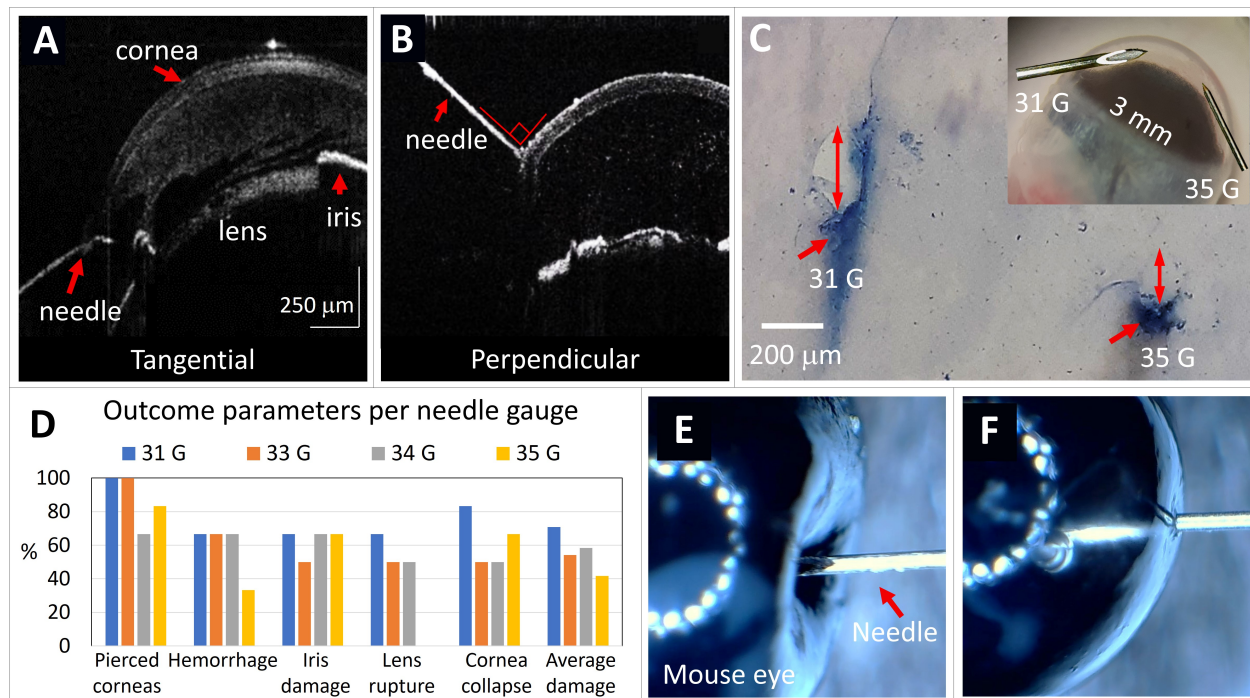 A
cornea
needle
lens
iris
250 μm
Tangential
B
needle
Perpendicular
C
31 G
35 G
200 μm
31 G
3 mm
35 G
D
Outcome parameters per needle gauge
31 G 33 G 34 G 35 G
100
80
60
40
20
0
%
Pierced corneas
Hemorrhage
Iris damage
Lens rupture
Cornea collapse
Average damage
E
Needle
Mouse eye
F